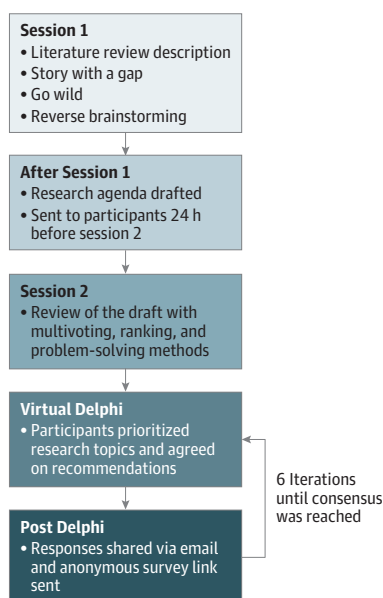 Session 1
• Literature review description
• Story with a gap
• Go wild
• Reverse brainstorming
After Session 1
• Research agenda drafted
• Sent to participants 24 h
before session 2
Session 2
• Review of the draft with
multivoting, ranking, and
problem-solving methods
Virtual Delphi
• Participants prioritized
research topics and agreed
on recommendations
6 Iterations
until consensus
was reached
Post Delphi
• Responses shared via email
and anonymous survey link
sent